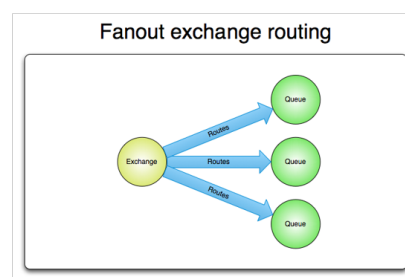 Fanout exchange routing
Queue
Routes
Exchange
Routes
Queue
Routes
Queue